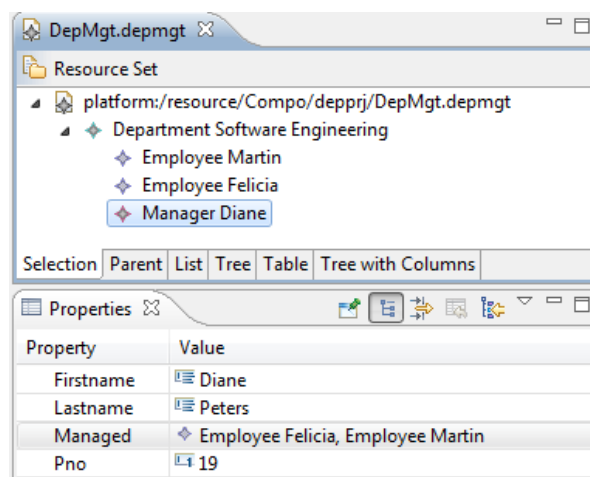 DepMgt.depmgt
Resource Set
platform:/resource/Compo/depprj/DepMgt.depmgt
Department Software Engineering
Employee Martin
Employee Felicia
Manager Diane
Selection Parent List Tree Table Tree with Columns
Properties
Property Value
Firstname Diane
Lastname Peters
Managed Employee Felicia, Employee Martin
Pno 19